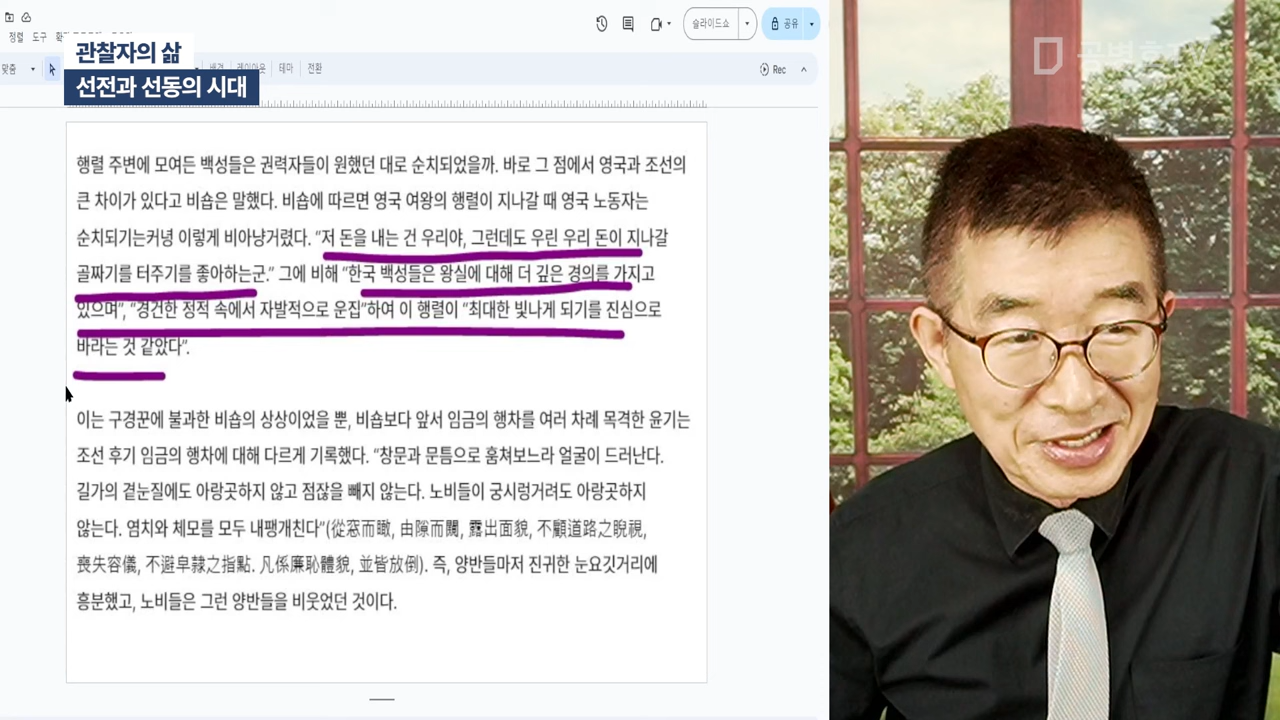 정렬 도구
관찰자의 삶
선전과 선동의 시대
슬라이드쇼
공유
맞춤
배경 레이아웃 테마 전환
Rec
행렬 주변에 모여든 백성들은 권력자들이 원했던 대로 순치되었을까. 바로 그 점에서 영국과 조선의
큰 차이가 있다고 비숍은 말했다. 비숍에 따르면 영국 여왕의 행렬이 지나갈 때 영국 노동자는
순치되기는커녕 이렇게 비아냥거렸다. “저 돈을 내는 건 우리야, 그런데도 우린 우리 돈이 지나갈
골짜기를 터주기를 좋아하는군.” 그에 비해 “한국 백성들은 왕실에 대해 더 깊은 경의를 가지고
있으며”, “경건한 정적 속에서 자발적으로 운집”하여 이 행렬이 “최대한 빛나게 되기를 진심으로
바라는 것 같았다”.
이는 구경꾼에 불과한 비숍의 상상이었을 뿐, 비숍보다 앞서 임금의 행차를 여러 차례 목격한 윤기는
조선 후기 임금의 행차에 대해 다르게 기록했다. “창문과 문틈으로 훔쳐보느라 얼굴이 드러난다.
길가의 곁눈질에도 아랑곳하지 않고 점잖을 빼지 않는다. 노비들이 궁시렁거려도 아랑곳하지
않는다. 염치와 체모를 모두 내팽개친다”(從窓而瞰, 由隙而闖, 露出面貌, 不顧道路之睨視,
喪失容儀, 不避皁隷之指點. 凡係廉恥體貌, 並皆放倒). 즉, 양반들마저 진귀한 눈요깃거리에
흥분했고, 노비들은 그런 양반들을 비웃었던 것이다.